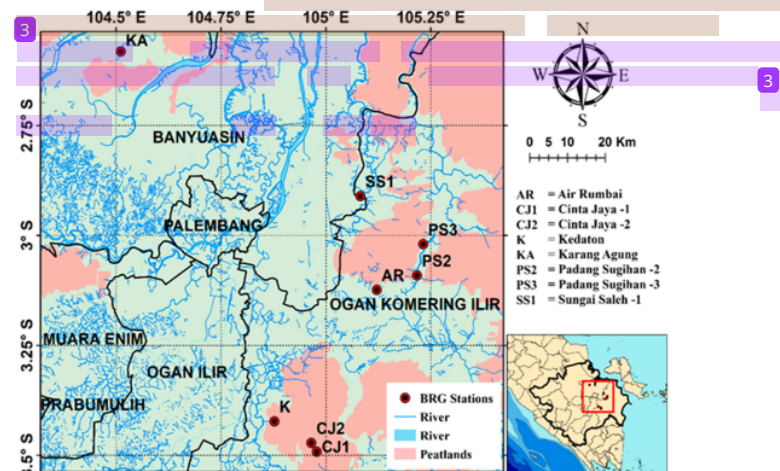 3
104.5° E 104.75° E 105° E 105.25° E
KA
N
W E
S
3
2.75° S
BANYUASIN
0 5 10 20 Km
SS1
AR = Air Rumbai
CJ1 = Cinta Jaya -1
CJ2 = Cinta Jaya -2
K = Kedaton
KA = Karang Agung
PS2 = Padang Sugihan -2
PS3 = Padang Sugihan -3
SS1 = Sungai Saleh -1
PALEMBANG
3° S
PS3
PS2
AR
OGAN KOMERING ILIR
MUARA ENIM
3.25° S
OGAN ILIR
PRABUMULIH
K
CJ2
CJ1
BRG Stations
River
River
Peatlands
.5° S